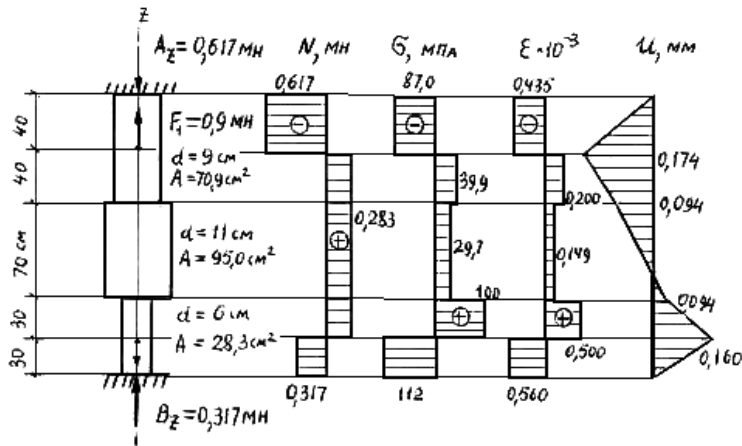 z
A_z = 0,617 МН N, МН G, МПА ε·10⁻³ U, мм
0,617 87,0 0,435
F₁ = 0,9 МН
40
d = 9 см
A = 70,9 см²
0,174
40
39,9
0,200
0,094
0,283
d = 11 см
A = 95,0 см²
70 см
29,7
0,149
100
0,094
d = 6 см
A = 28,3 см²
30
0,500
0,160
30
0,317 112 0,560
B_z = 0,317 МН